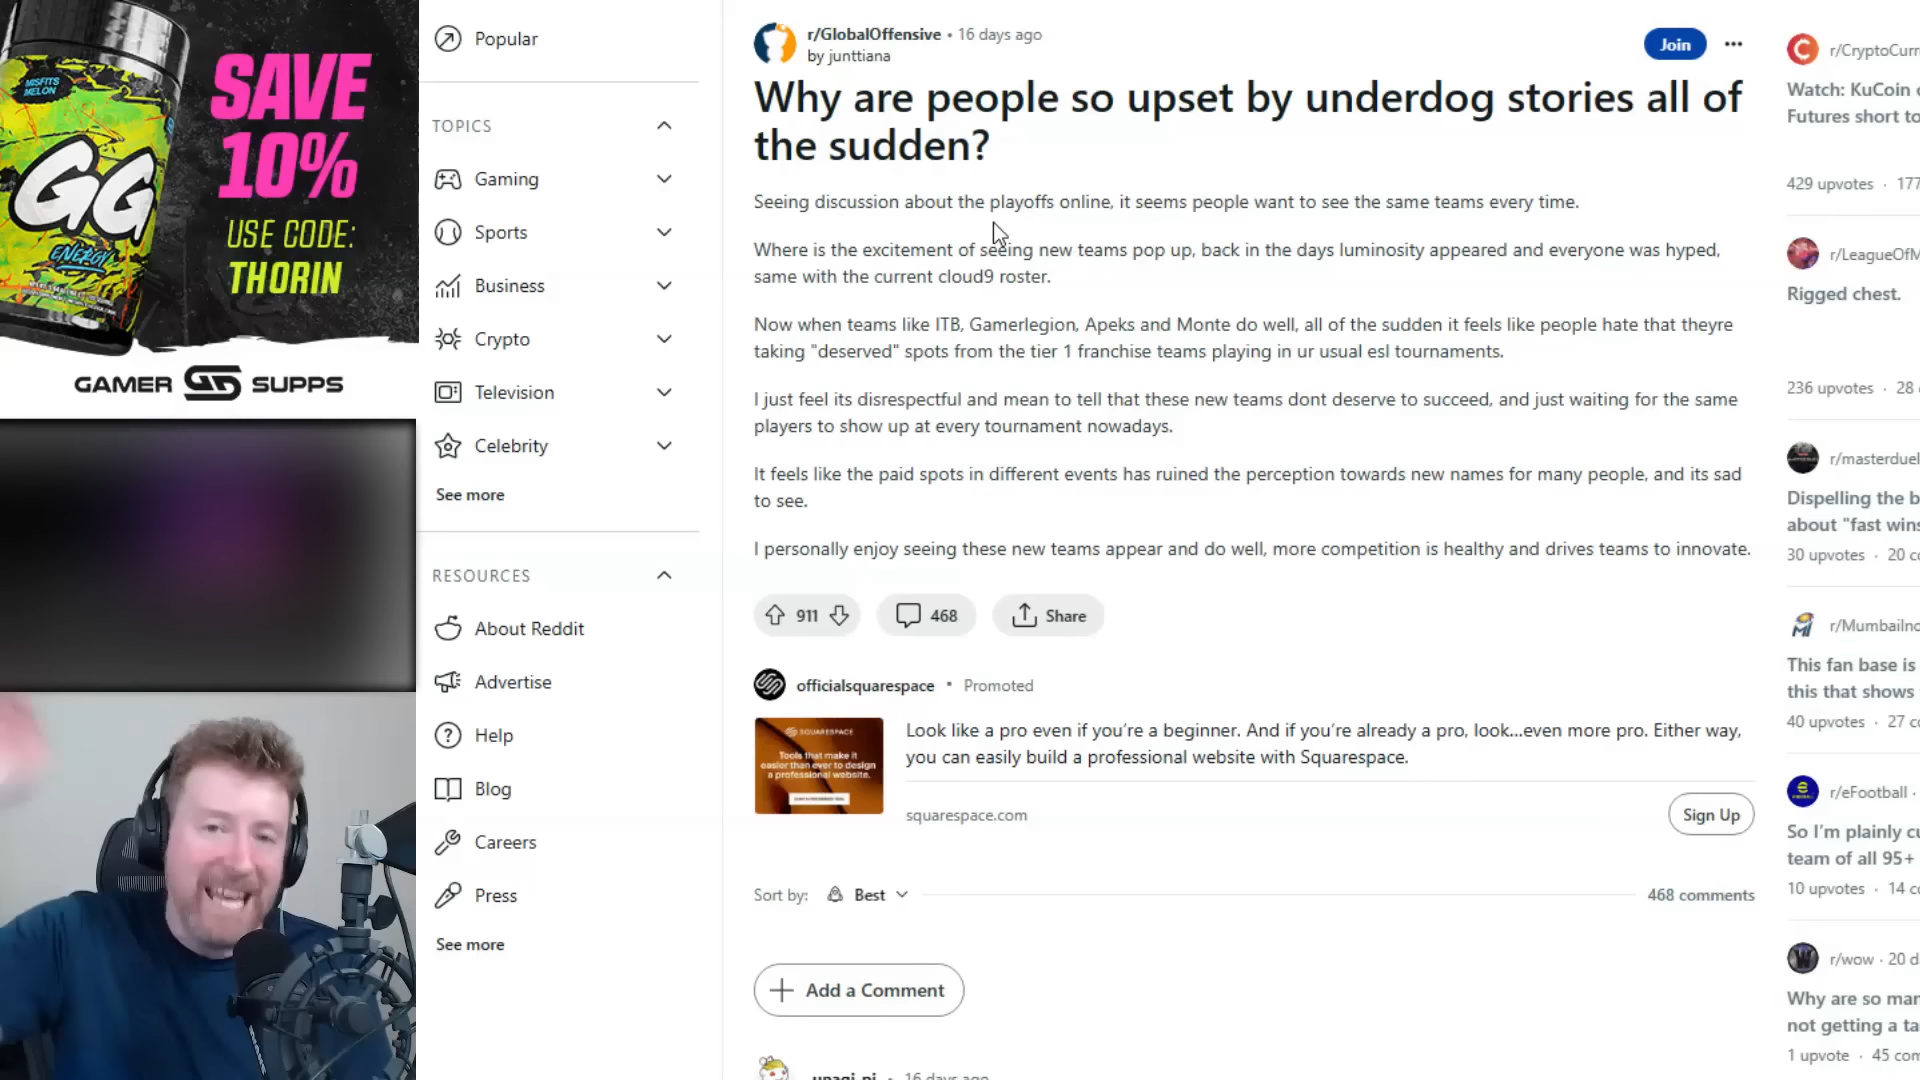 MISFITS
MELON
GG
ENERGY
SAVE
10%
USE CODE:
THORIN
GAMER SUPPS
Popular
TOPICS
Gaming
Sports
Business
Crypto
Television
Celebrity
See more
RESOURCES
About Reddit
Advertise
Help
Blog
Careers
Press
See more
r/GlobalOffensive • 16 days ago
by junttiana
Join
Why are people so upset by underdog stories all of
the sudden?
Seeing discussion about the playoffs online, it seems people want to see the same teams every time.
Where is the excitement of seeing new teams pop up, back in the days luminosity appeared and everyone was hyped,
same with the current cloud9 roster.
Now when teams like ITB, Gamerlegion, Apeks and Monte do well, all of the sudden it feels like people hate that theyre
taking "deserved" spots from the tier 1 franchise teams playing in ur usual esl tournaments.
I just feel its disrespectful and mean to tell that these new teams dont deserve to succeed, and just waiting for the same
players to show up at every tournament nowadays.
It feels like the paid spots in different events has ruined the perception towards new names for many people, and its sad
to see.
I personally enjoy seeing these new teams appear and do well, more competition is healthy and drives teams to innovate.
911
468
Share
officialsquarespace • Promoted
SQUARESPACE
Tools that make it
easier than ever to design
a professional website.
Look like a pro even if you’re a beginner. And if you’re already a pro, look...even more pro. Either way,
you can easily build a professional website with Squarespace.
squarespace.com
Sign Up
Sort by: Best
468 comments
Add a Comment
unagi_pi • 16 days ago
r/CryptoCurr
Watch: KuCoin
Futures short to
429 upvotes · 177
r/LeagueOfM
Rigged chest.
236 upvotes · 28
r/masterduel
Dispelling the b
about "fast wins
30 upvotes · 20 co
r/MumbaiInd
This fan base is
this that shows
40 upvotes · 27 c
r/eFootball ·
So I'm plainly cu
team of all 95+
10 upvotes · 14 c
r/wow · 20 d
Why are so mar
not getting a ta
1 upvote · 45 com